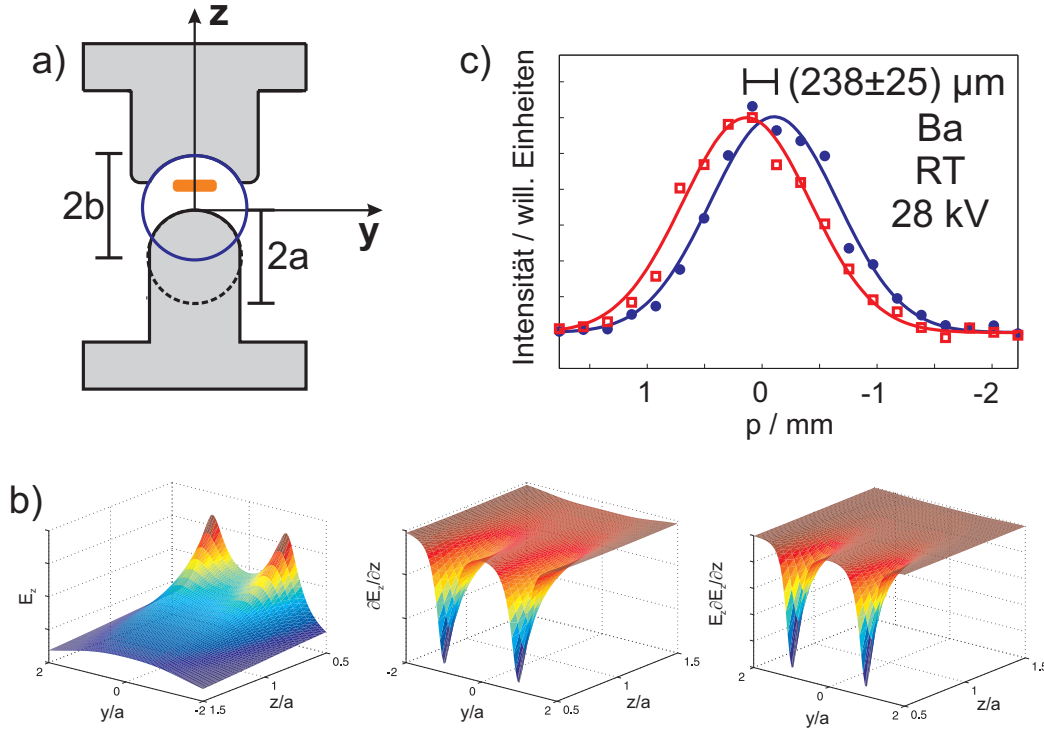 a)
z
2b
y
2a
c)
Intensität / will. Einheiten
(238±25) µm
Ba
RT
28 kV
1
0
-1
-2
p / mm
b)
E_z
2
0
-2
1.5
1
0.5
y/a
z/a
∂E_z/∂z
-2
0
2
0.5
1
1.5
y/a
z/a
E_z∂E_z/∂z
2
0
2
0.5
1
1.5
y/a
z/a